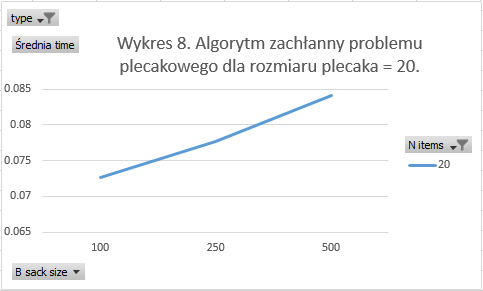 type
Średnia time
Wykres 8. Algorytm zachłanny problemu
plecakowego dla rozmiaru plecaka = 20.
0.085
0.08
0.075
0.07
0.065
100 250 500
N items
20
B sack size